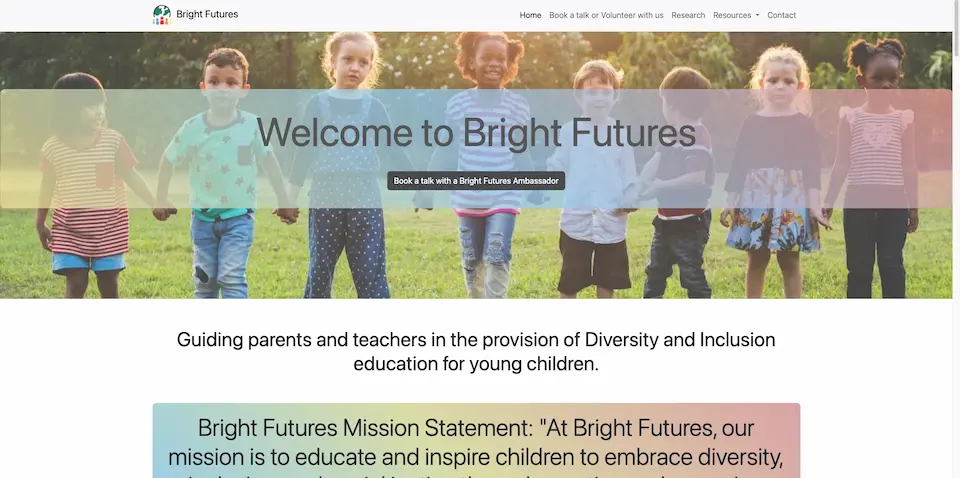 Bright Futures
Home Book a talk or Volunteer with us Research Resources Contact
Welcome to Bright Futures
Book a talk with a Bright Futures Ambassador
Guiding parents and teachers in the provision of Diversity and Inclusion
education for young children.
Bright Futures Mission Statement: "At Bright Futures, our
mission is to educate and inspire children to embrace diversity,